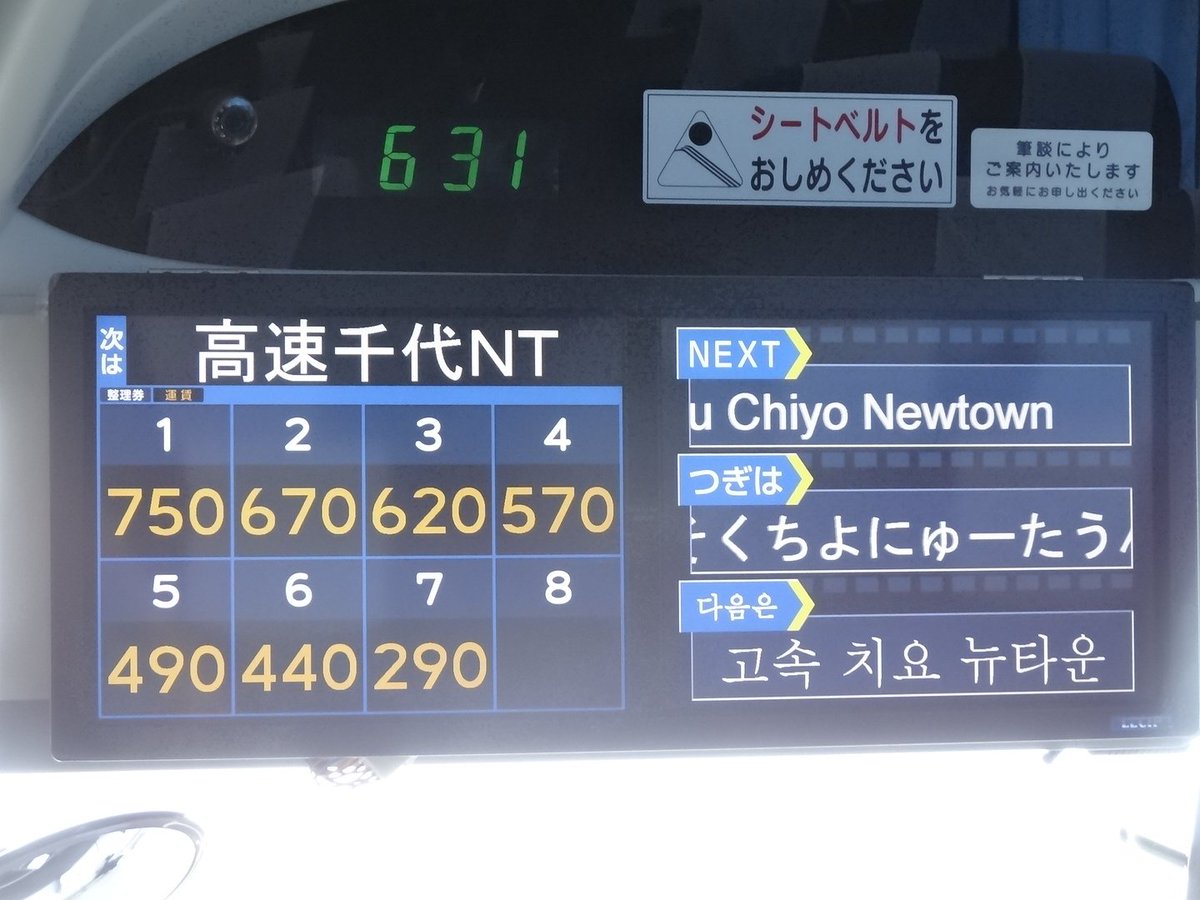 631
シートベルトを
おしめください
筆談により
ご案内いたします
お気軽にお申し出ください
次は
高速千代NT
整理券 運賃
1 2 3 4
750 670 620 570
5 6 7 8
490 440 290
NEXT
u Chiyo Newtown
つぎは
くちよにゅーたう
다음은
고속 치요 뉴타운